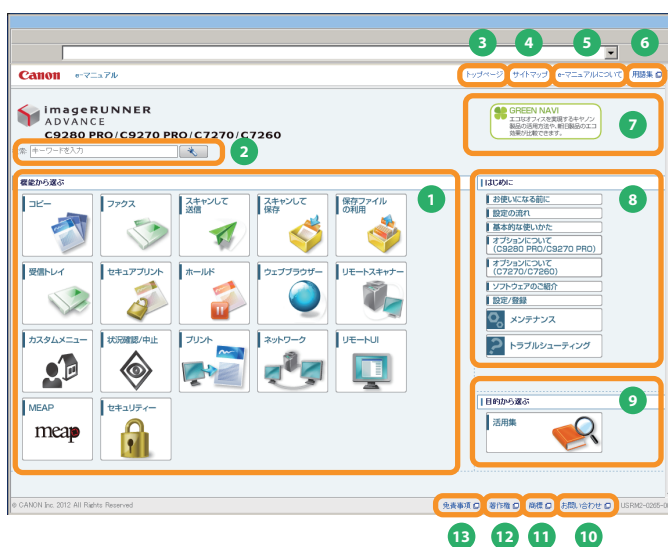 3 4 5 6
Canon e-マニュアル
トップページ サイトマップ e-マニュアルについて 用語集
imageRUNNER
ADVANCE
C9280 PRO/C9270 PRO/C7270/C7260
キーワードを入力
2
GREEN NAVI
エコなオフィスを実現するキヤノン
製品の活用方法や、新旧製品のエコ
効果が比較できます。
7
機能から選ぶ
1
コピー
ファクス
スキャンして
送信
スキャンして
保存
保存ファイル
の利用
受信トレイ
セキュアプリント
ホールド
ウェブブラウザー
リモートスキャナー
カスタムメニュー
状況確認/中止
プリント
ネットワーク
リモートUI
MEAP
meap
セキュリティー
はじめに
8
お使いになる前に
設定の流れ
基本的な使いかた
オプションについて
(C9280 PRO/C9270 PRO)
オプションについて
(C7270/C7260)
ソフトウェアのご紹介
設定/登録
メンテナンス
トラブルシューティング
目的から選ぶ
9
活用集
© CANON Inc. 2012 All Rights Reserved
免責事項 著作権 商標 お問い合わせ
13 12 11 10